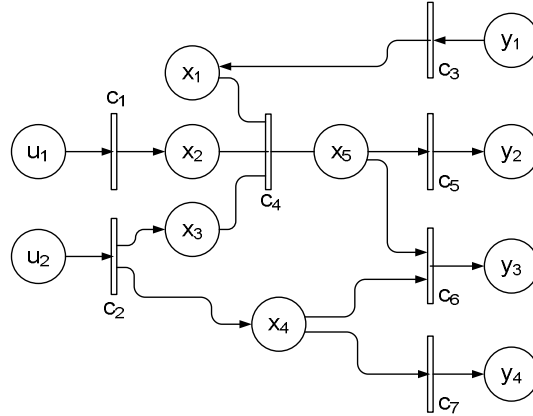 x₁
y₁
c₁
c₃
u₁
x₂
x₅
y₂
c₄
c₅
u₂
x₃
y₃
c₂
c₆
x₄
y₄
c₇